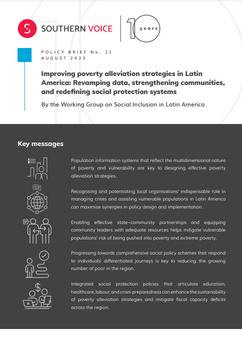 SOUTHERN VOICE
10 years
POLICY BRIEF No. 21
AUGUST 2023
Improving poverty alleviation strategies in Latin
America: Revamping data, strengthening communities,
and redefining social protection systems
By the Working Group on Social Inclusion in Latin America
Key messages
Population information systems that reflect the multidimensional nature
of poverty and vulnerability are key to designing effective poverty
alleviation strategies.
Recognising and potentiating local organisations' indispensable role in
managing crises and assisting vulnerable populations in Latin America
can maximise synergies in policy design and implementation.
Enabling effective state-community partnerships and equipping
community leaders with adequate resources helps mitigate vulnerable
populations' risk of being pushed into poverty and extreme poverty.
Progressing towards comprehensive social policy schemes that respond
to individuals' differentiated journeys is key to reducing the growing
number of poor in the region.
Integrated social protection policies that articulate education,
healthcare, labour, and crisis-preparedness can enhance the sustainability
of poverty alleviation strategies and mitigate fiscal capacity deficits
across the region.